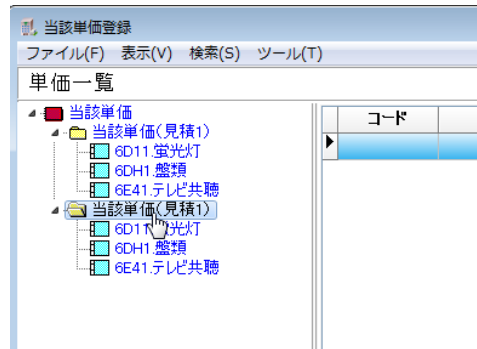 当該単価登録
ファイル(F) 表示(V) 検索(S) ツール(T)
単価一覧
当該単価
当該単価(見積1)
6D11.蛍光灯
6DH1.盤類
6E41.テレビ共聴
当該単価(見積1)
6D11.蛍光灯
6DH1.盤類
6E41.テレビ共聴
コード